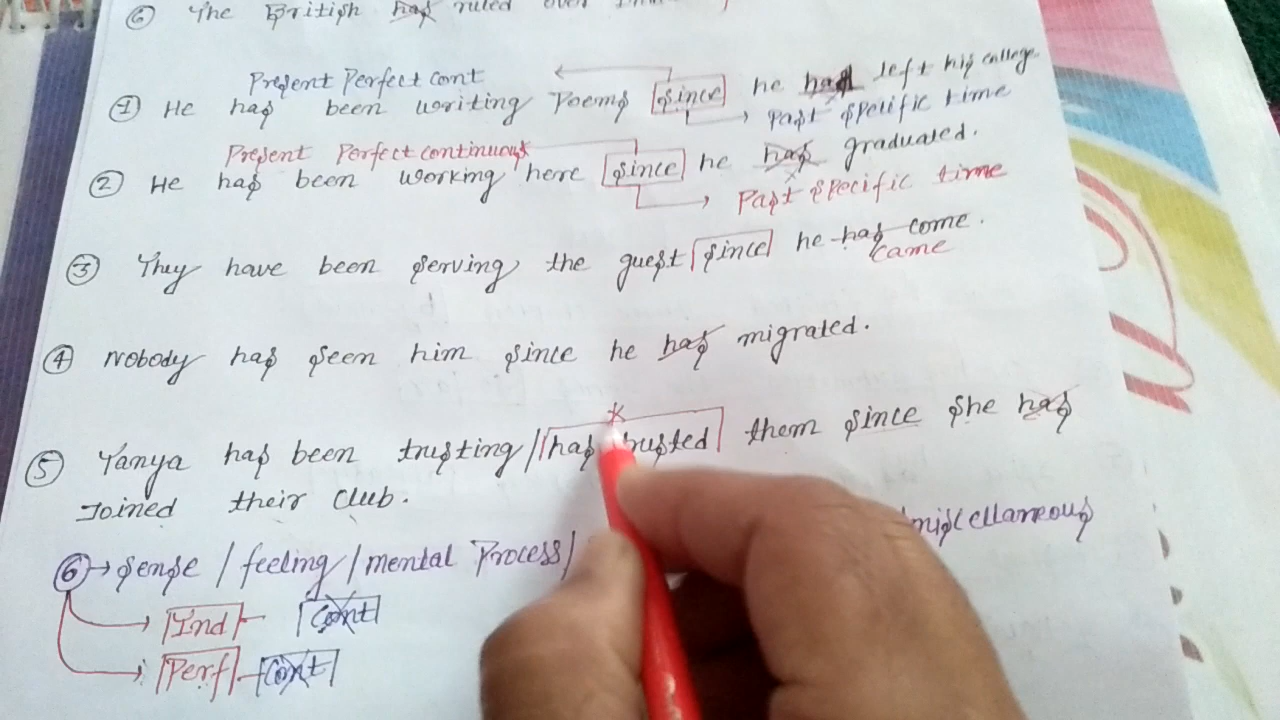 ⑥ The British has ruled over
Present Perfect cont
① He has been writing Poems since he had left his college
Past specific time
Present Perfect continuous
② He has been working here since he has graduated.
Past specific time
③ They have been serving the guest since he has come.
came
④ Nobody has seen him since he has migrated.
⑤ Tanya has been trusting / has trusted them since she has
Joined their club.
⑥ → sense / feeling / mental Process / miscellaneous
Ind - Cont
Perf - Cont